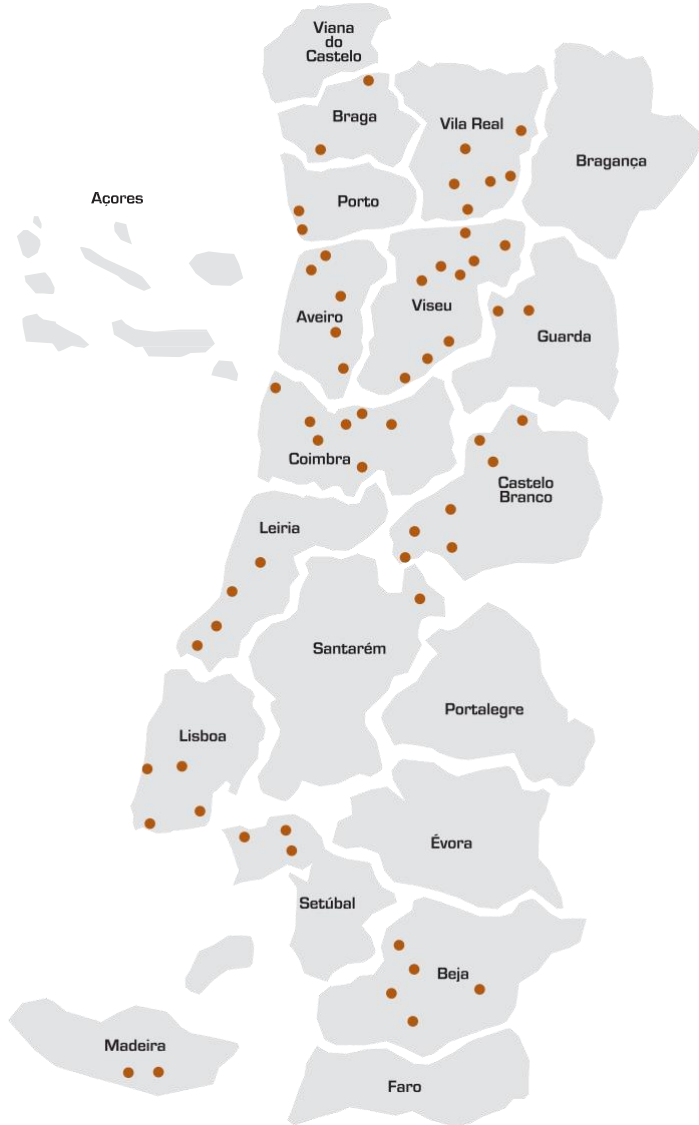 Viana
do
Castelo
Braga
Vila Real
Bragança
Açores
Porto
Aveiro
Viseu
Guarda
Coimbra
Castelo
Branco
Leiria
Santarém
Portalegre
Lisboa
Évora
Setúbal
Beja
Madeira
Faro